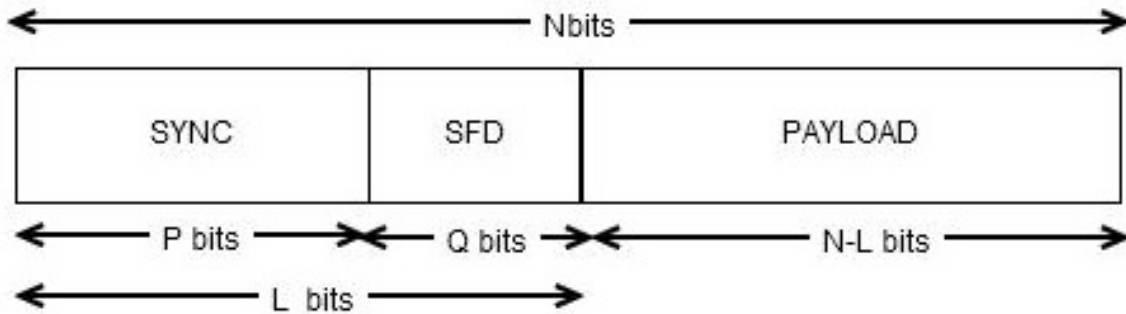 Nbits
SYNC SFD PAYLOAD
P bits Q bits N-L bits
L bits